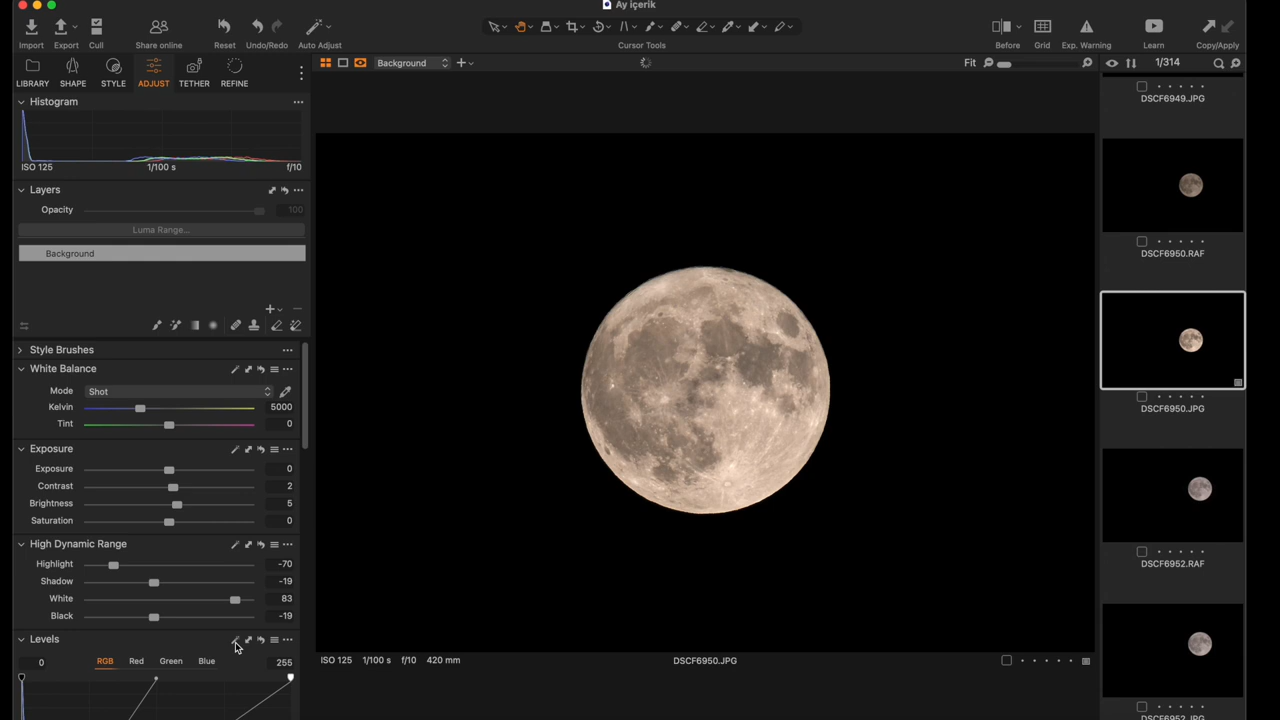 Ay içerik
Import Export Cull Share online Reset Undo/Redo Auto Adjust Cursor Tools Before Grid Exp. Warning Learn Copy/Apply
LIBRARY SHAPE STYLE ADJUST TETHER REFINE
Background
Fit
1/314
Histogram
ISO 125 1/100 s f/10
Layers
Opacity 100
Luma Range...
Background
Style Brushes
White Balance
Mode Shot
Kelvin 5000
Tint 0
Exposure
Exposure 0
Contrast 2
Brightness 5
Saturation 0
High Dynamic Range
Highlight -70
Shadow -19
White 83
Black -19
Levels
0 RGB Red Green Blue 255
ISO 125 1/100 s f/10 420 mm DSCF6950.JPG
DSCF6949.JPG
DSCF6950.RAF
DSCF6950.JPG
DSCF6952.RAF
DSCF6952.JPG